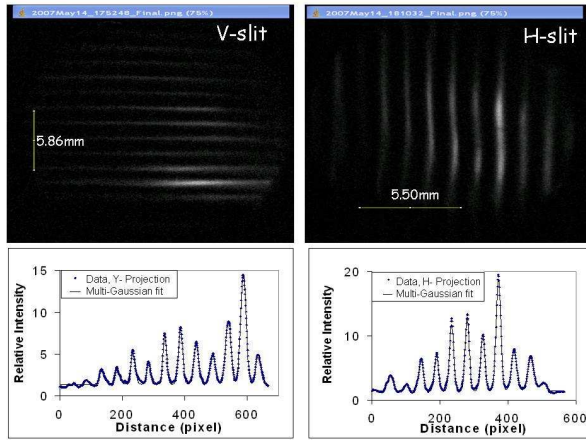 2007May14_175248_Final.png (75%)
V-slit
5.86mm
2007May14_181032_Final.png (75%)
H-slit
5.50mm
15
10
5
0
Relative Intensity
Data, Y- Projection
Multi-Gaussian fit
0
200
400
600
Distance (pixel)
20
10
0
Relative Intensity
Data, H- Projection
Multi-Gaussian fit
0
200
400
600
Distance (pixel)